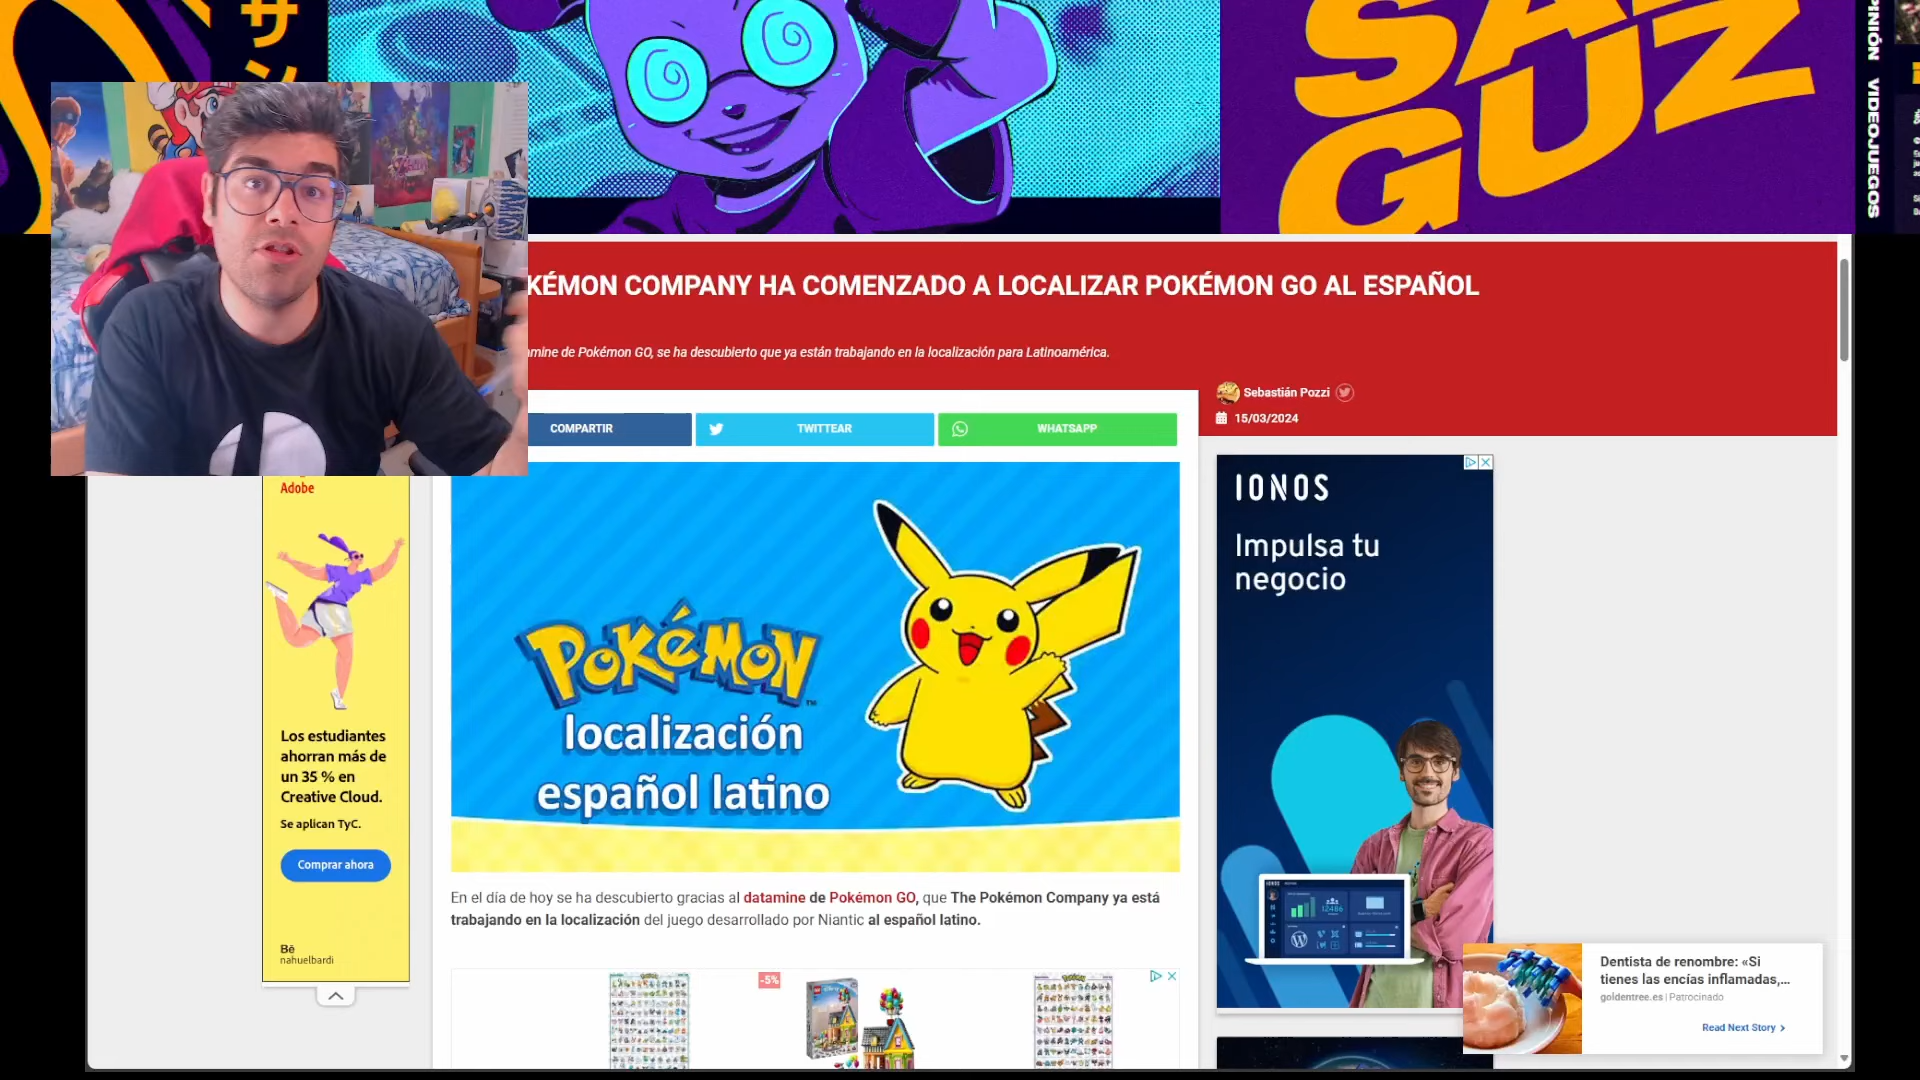 サン
SA
GUZ
OPINIÓN VIDEOJUEGOS
KÉMON COMPANY HA COMENZADO A LOCALIZAR POKÉMON GO AL ESPAÑOL
mine de Pokémon GO, se ha descubierto que ya están trabajando en la localización para Latinoamérica.
Sebastián Pozzi
15/03/2024
COMPARTIR
TWITTEAR
WHATSAPP
Adobe
Los estudiantes
ahorran más de
un 35 % en
Creative Cloud.
Se aplican TyC.
Comprar ahora
Bē
nahuelbardi
POKéMON
TM
localización
español latino
IONOS
Impulsa tu
negocio
En el día de hoy se ha descubierto gracias al datamine de Pokémon GO, que The Pokémon Company ya está
trabajando en la localización del juego desarrollado por Niantic al español latino.
-5%
Dentista de renombre: «Si
tienes las encías inflamadas,...
goldentree.es | Patrocinado
Read Next Story